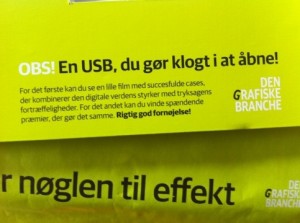 OBS! En USB, du gør klogt i at åbne!
For det første kan du se en lille film med succesfulde cases,
der kombinerer den digitale verdens styrker med tryksagens
fortræffeligheder. For det andet kan du vinde spændende
præmier, der gør det samme. Rigtig god fornøjelse!
DEN
GRAFISKE
BRANCHE
r nøglen til effekt
DEN
GRAFISKE
BRANCHE